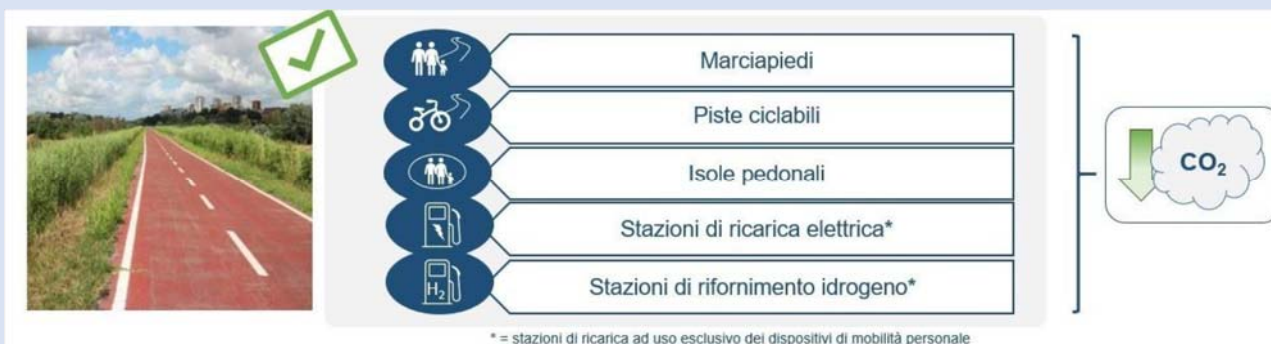 Marciapiedi
Piste ciclabili
Isole pedonali
Stazioni di ricarica elettrica*
H₂
Stazioni di rifornimento idrogeno*
CO₂
* = stazioni di ricarica ad uso esclusivo dei dispositivi di mobilità personale